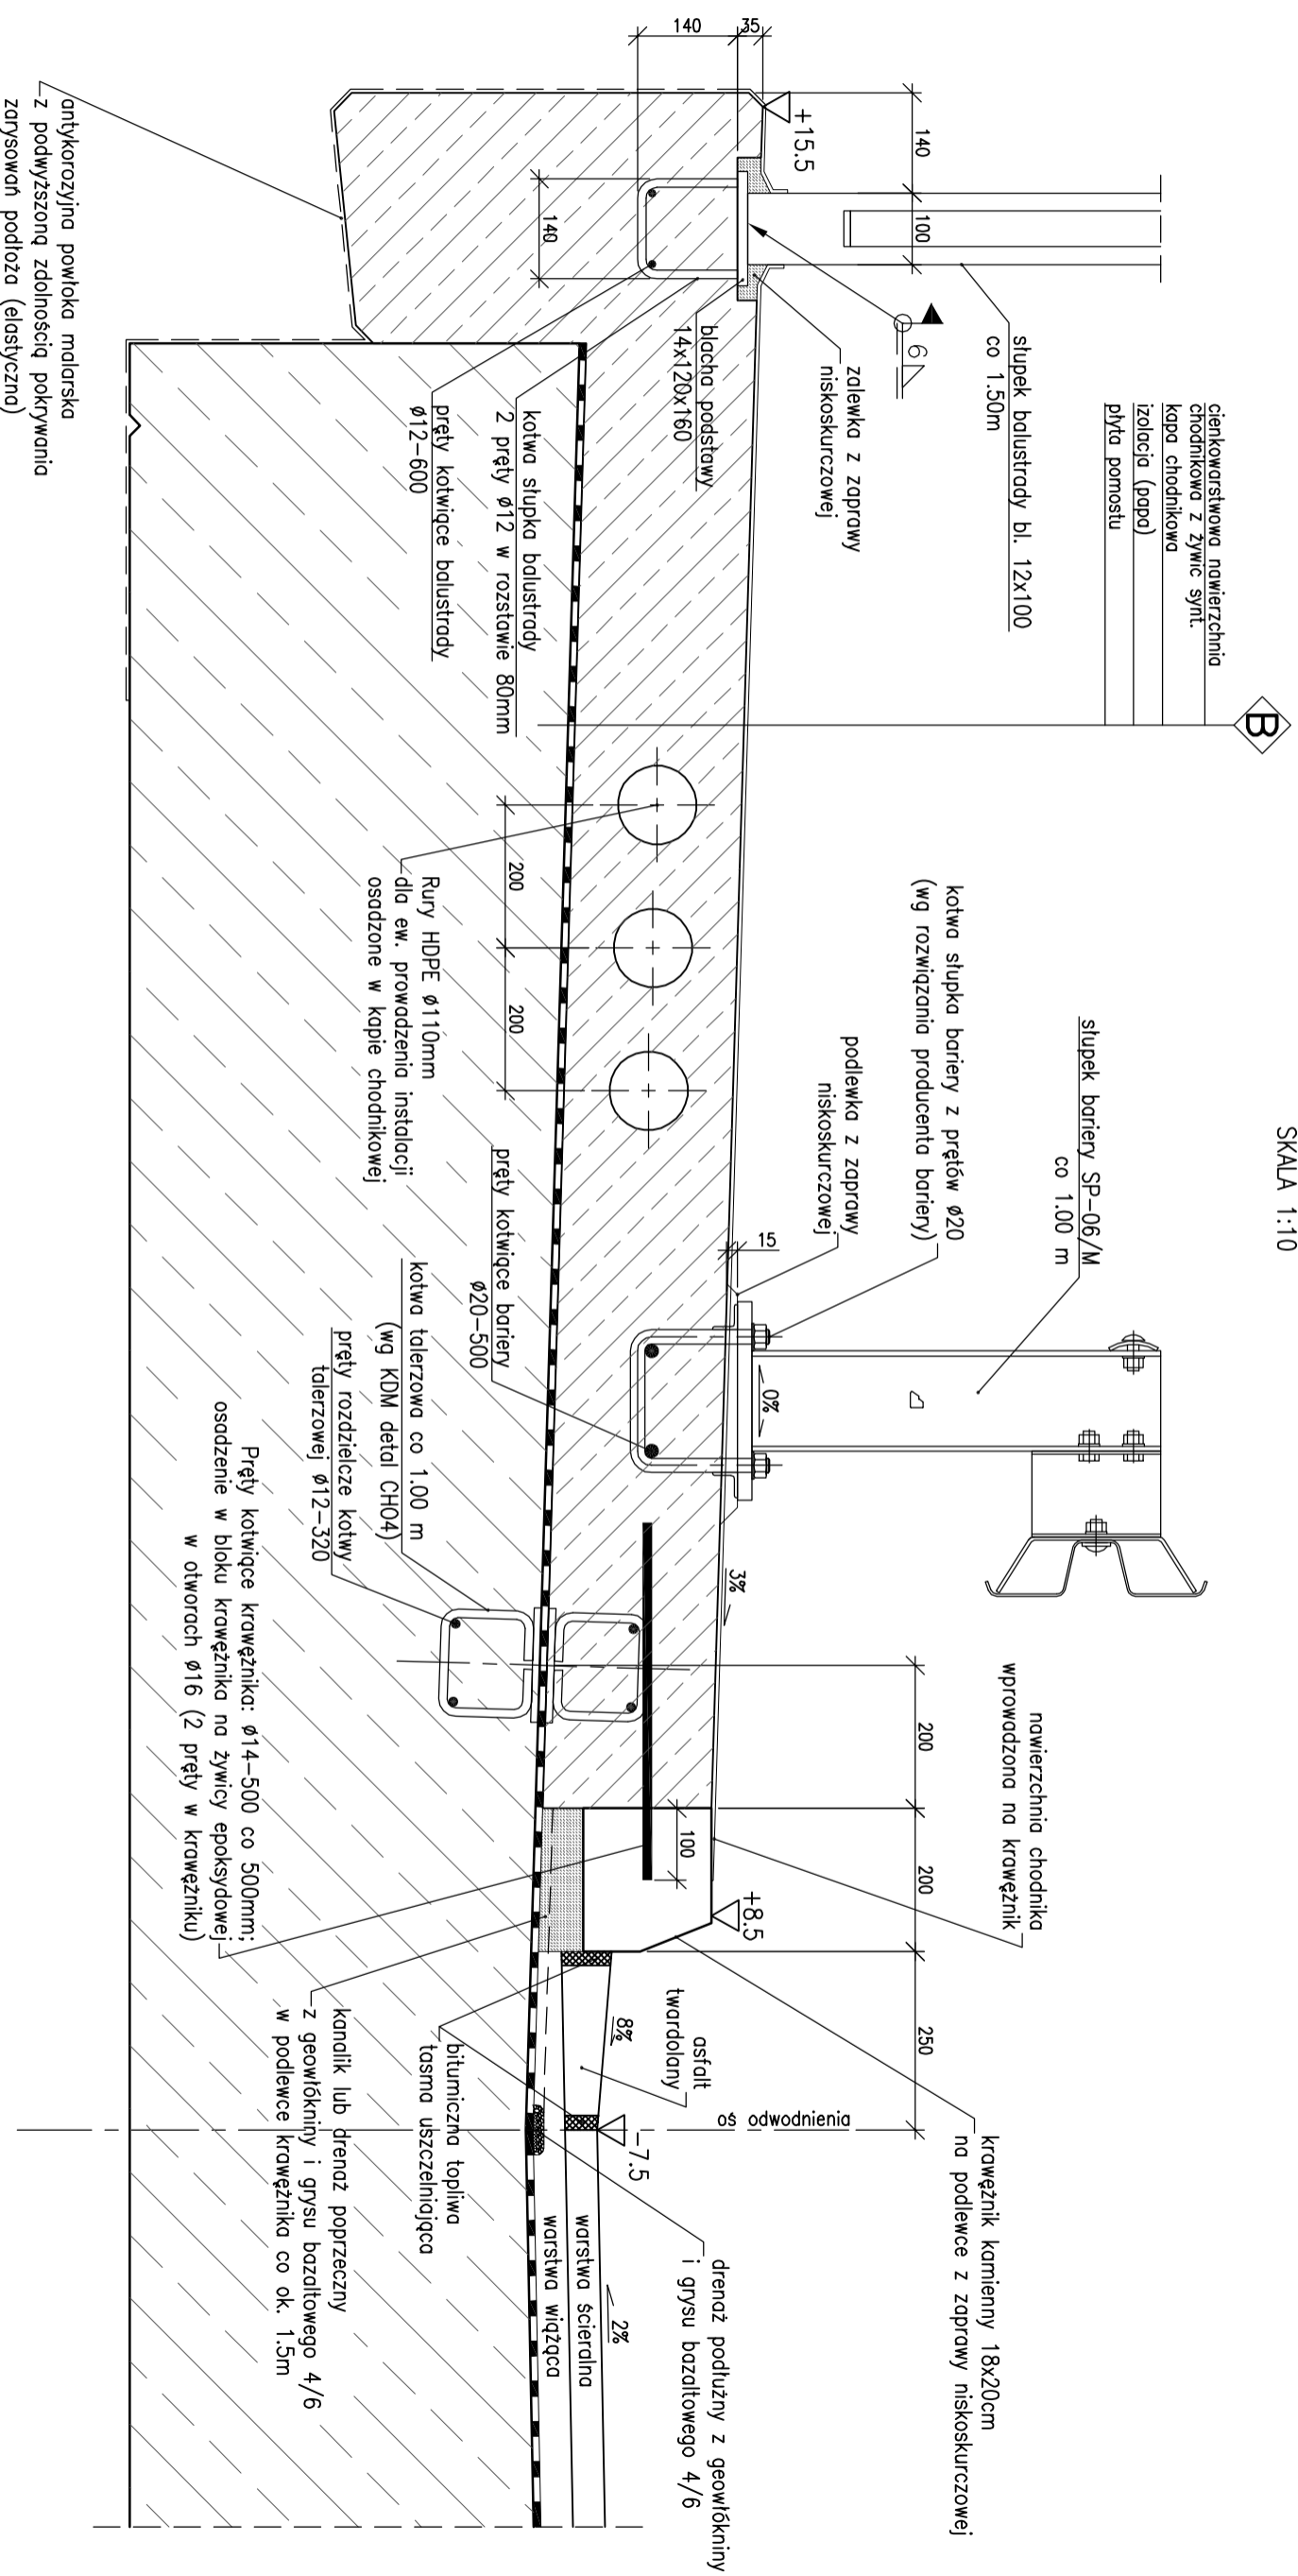 SKALA 1:10
B
cienkowarstwowa nawierzchnia
chodnikowa z żywic synt.
kapa chodnikowa
izolacja (papa)
płyta pomostu
słupek balustrady bl. 12x100
co 1.50m
6
zalewka z zaprawy
niskoskurczowej
blacha podstawy
14x120x160
kotwa słupka balustrady
2 pręty ø12 w rozstawie 80mm
pręty kotwiące balustrady
ø12-600
antykorozyjna powłoka malarska
z podwyższoną zdolnością pokrywania
zarysowań podłoża (elastyczna)
140
35
+15.5
140
100
140
słupek bariery SP-06/M
co 1.00 m
kotwa słupka bariery z prętów ø20
(wg rozwiązania producenta bariery)
podlewka z zaprawy
niskoskurczowej
15
0%
3%
200
200
Rury HDPE ø110mm
dla ew. prowadzenia instalacji
osadzone w kapie chodnikowej
pręty kotwiące bariery
ø20-500
kotwa talerzowa co 1.00 m
(wg KDM detal CH04)
pręty rozdzielcze kotwy
talerzowej ø12-320
Pręty kotwiące krawężnika: ø14-500 co 500mm;
osadzenie w bloku krawężnika na żywicy epoksydowej
w otworach ø16 (2 pręty w krawężniku)
nawierzchnia chodnika
wprowadzona na krawężnik
200
200
250
100
+8.5
krawężnik kamienny 18x20cm
na podlewce z zaprawy niskoskurczowej
asfalt
twardolany
8%
oś odwodnienia
-7.5
drenaż podłużny z geowłókniny
i grysu bazaltowego 4/6
2%
warstwa ścieralna
warstwa wiążąca
bitumiczna topliwa
taśma uszczelniająca
kanalik lub drenaż poprzeczny
z geowłókniny i grysu bazaltowego 4/6
w podlewce krawężnika co ok. 1.5m